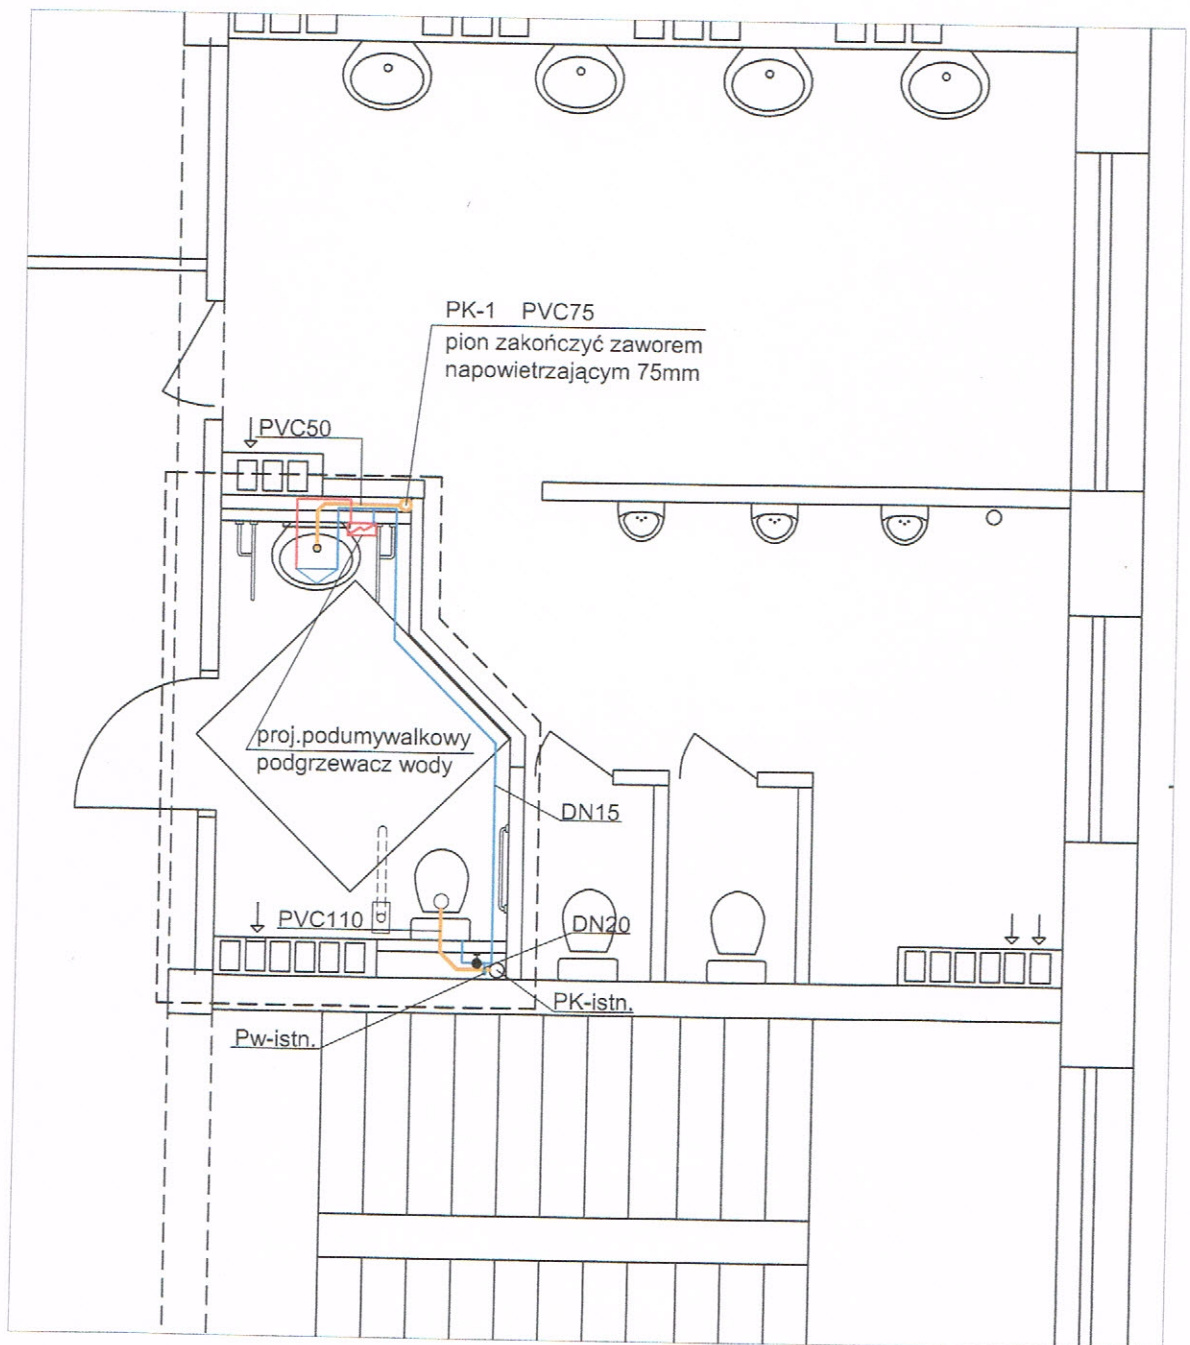 PK-1 PVC75
pion zakończyć zaworem
napowietrzającym 75mm
PVC50
proj.podumywalkowy
podgrzewacz wody
DN15
PVC110
DN20
PK-istn.
Pw-istn.